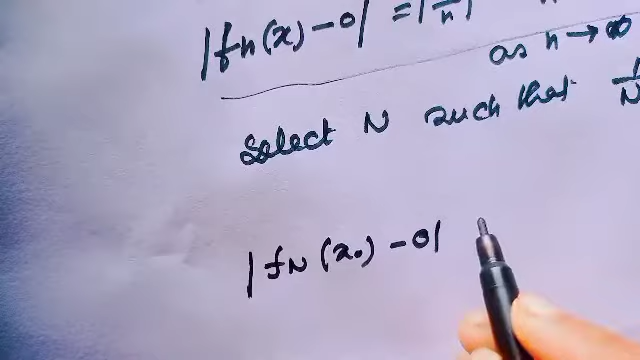 |fn(x)-0| = |1/n|
as n→∞
Select N such that 1/N
|fN(x₀)-0|